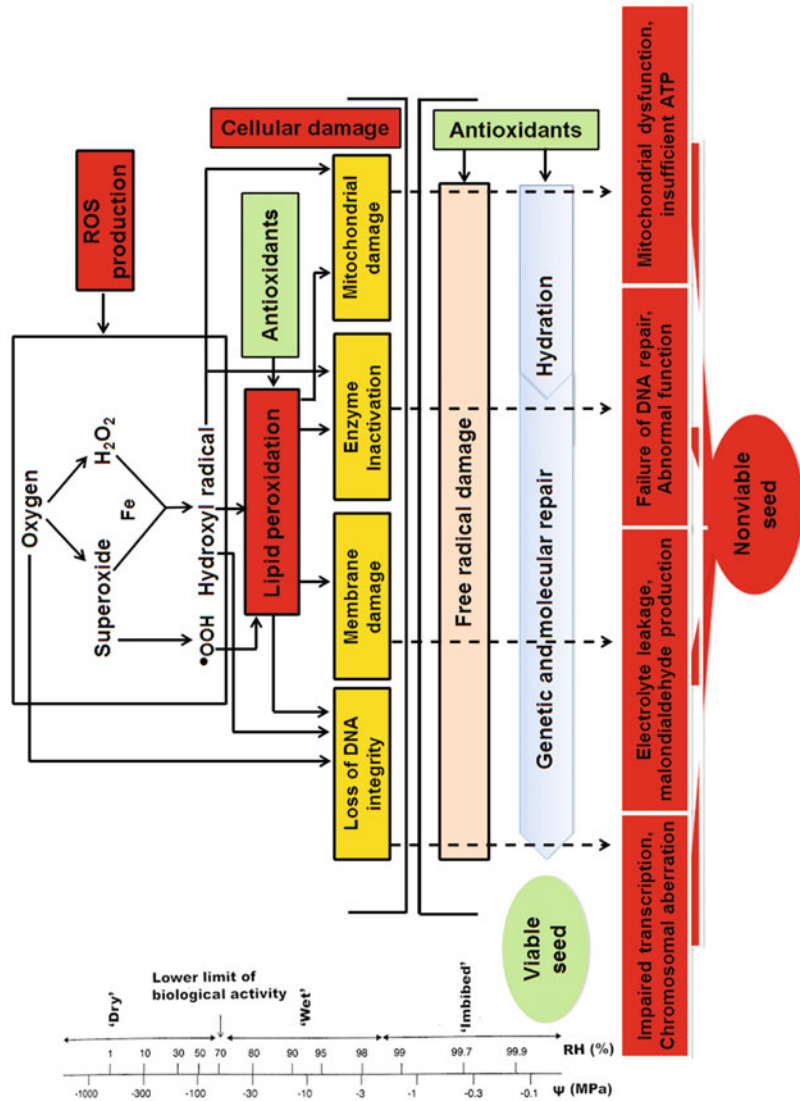 ROS
production
Oxygen
Superoxide
H2O2
Fe
•OOH
Hydroxyl radical
Antioxidants
Lipid peroxidation
Cellular damage
Loss of DNA
integrity
Membrane
damage
Enzyme
Inactivation
Mitochondrial
damage
Free radical damage
Antioxidants
Genetic and molecular repair
Hydration
Viable
seed
Impaired transcription,
Chromosomal aberration
Electrolyte leakage,
malondialdehyde production
Failure of DNA repair,
Abnormal function
Mitochondrial dysfunction,
insufficient ATP
Nonviable
seed
Lower limit of
biological activity
'Dry'
'Wet'
'Imbibed'
1 10 30 50 70 80 90 95 98 99 99.7 99.9 RH (%)
-1000 -300 -100 -30 -10 -3 -1 -0.3 -0.1 Ψ (MPa)